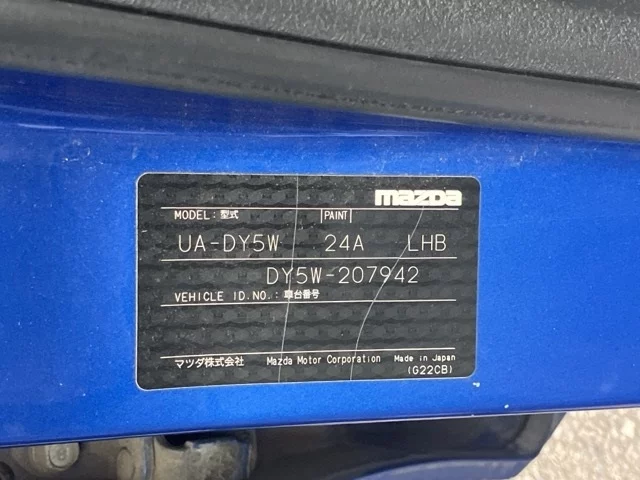 mazda
MODEL: 型式 PAINT
UA-DY5W 24A LHB
DY5W-207942
VEHICLE ID.NO.: 車台番号
マツダ株式会社 Mazda Motor Corporation Made in Japan
(G22CB)